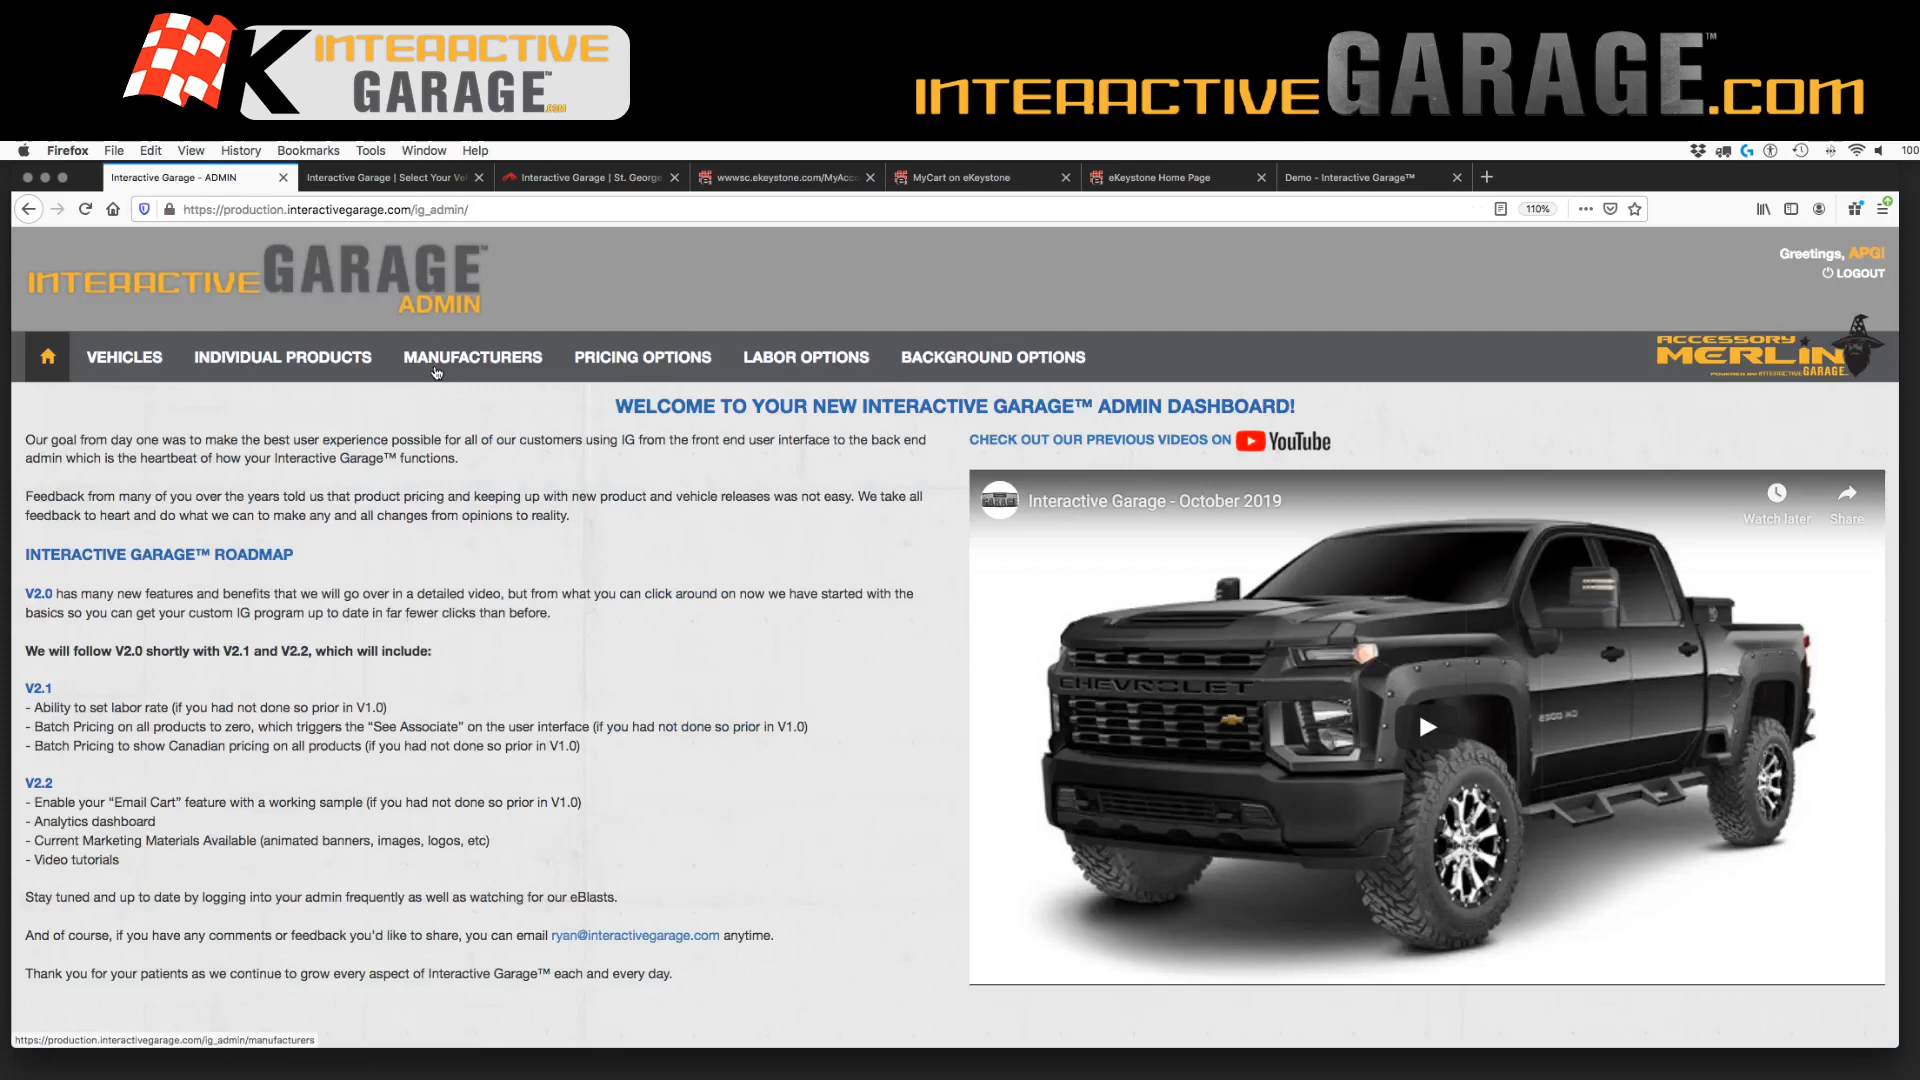 K INTERACTIVE
GARAGE™
.COM
INTERACTIVEGARAGE™.com
Firefox File Edit View History Bookmarks Tools Window Help 100
Interactive Garage - ADMIN
Interactive Garage | Select Your Ve
Interactive Garage | St. George
wwwsc.ekeystone.com/MyAcco
MyCart on eKeystone
eKeystone Home Page
Demo - Interactive Garage™
https://production.interactivegarage.com/ig_admin/
110%
INTERACTIVEGARAGE™
ADMIN
Greetings, APG!
LOGOUT
VEHICLES INDIVIDUAL PRODUCTS MANUFACTURERS PRICING OPTIONS LABOR OPTIONS BACKGROUND OPTIONS
ACCESSORY
MERLIN
POWERED BY INTERACTIVE GARAGE
WELCOME TO YOUR NEW INTERACTIVE GARAGE™ ADMIN DASHBOARD!
Our goal from day one was to make the best user experience possible for all of our customers using IG from the front end user interface to the back end
admin which is the heartbeat of how your Interactive Garage™ functions.
Feedback from many of you over the years told us that product pricing and keeping up with new product and vehicle releases was not easy. We take all
feedback to heart and do what we can to make any and all changes from opinions to reality.
INTERACTIVE GARAGE™ ROADMAP
V2.0 has many new features and benefits that we will go over in a detailed video, but from what you can click around on now we have started with the
basics so you can get your custom IG program up to date in far fewer clicks than before.
We will follow V2.0 shortly with V2.1 and V2.2, which will include:
V2.1
- Ability to set labor rate (if you had not done so prior in V1.0)
- Batch Pricing on all products to zero, which triggers the “See Associate” on the user interface (if you had not done so prior in V1.0)
- Batch Pricing to show Canadian pricing on all products (if you had not done so prior in V1.0)
V2.2
- Enable your “Email Cart” feature with a working sample (if you had not done so prior in V1.0)
- Analytics dashboard
- Current Marketing Materials Available (animated banners, images, logos, etc)
- Video tutorials
Stay tuned and up to date by logging into your admin frequently as well as watching for our eBlasts.
And of course, if you have any comments or feedback you'd like to share, you can email ryan@interactivegarage.com anytime.
Thank you for your patients as we continue to grow every aspect of Interactive Garage™ each and every day.
CHECK OUT OUR PREVIOUS VIDEOS ON YouTube
Interactive Garage - October 2019
Watch later
Share
CHEVROLET
2500 HD
https://production.interactivegarage.com/ig_admin/manufacturers